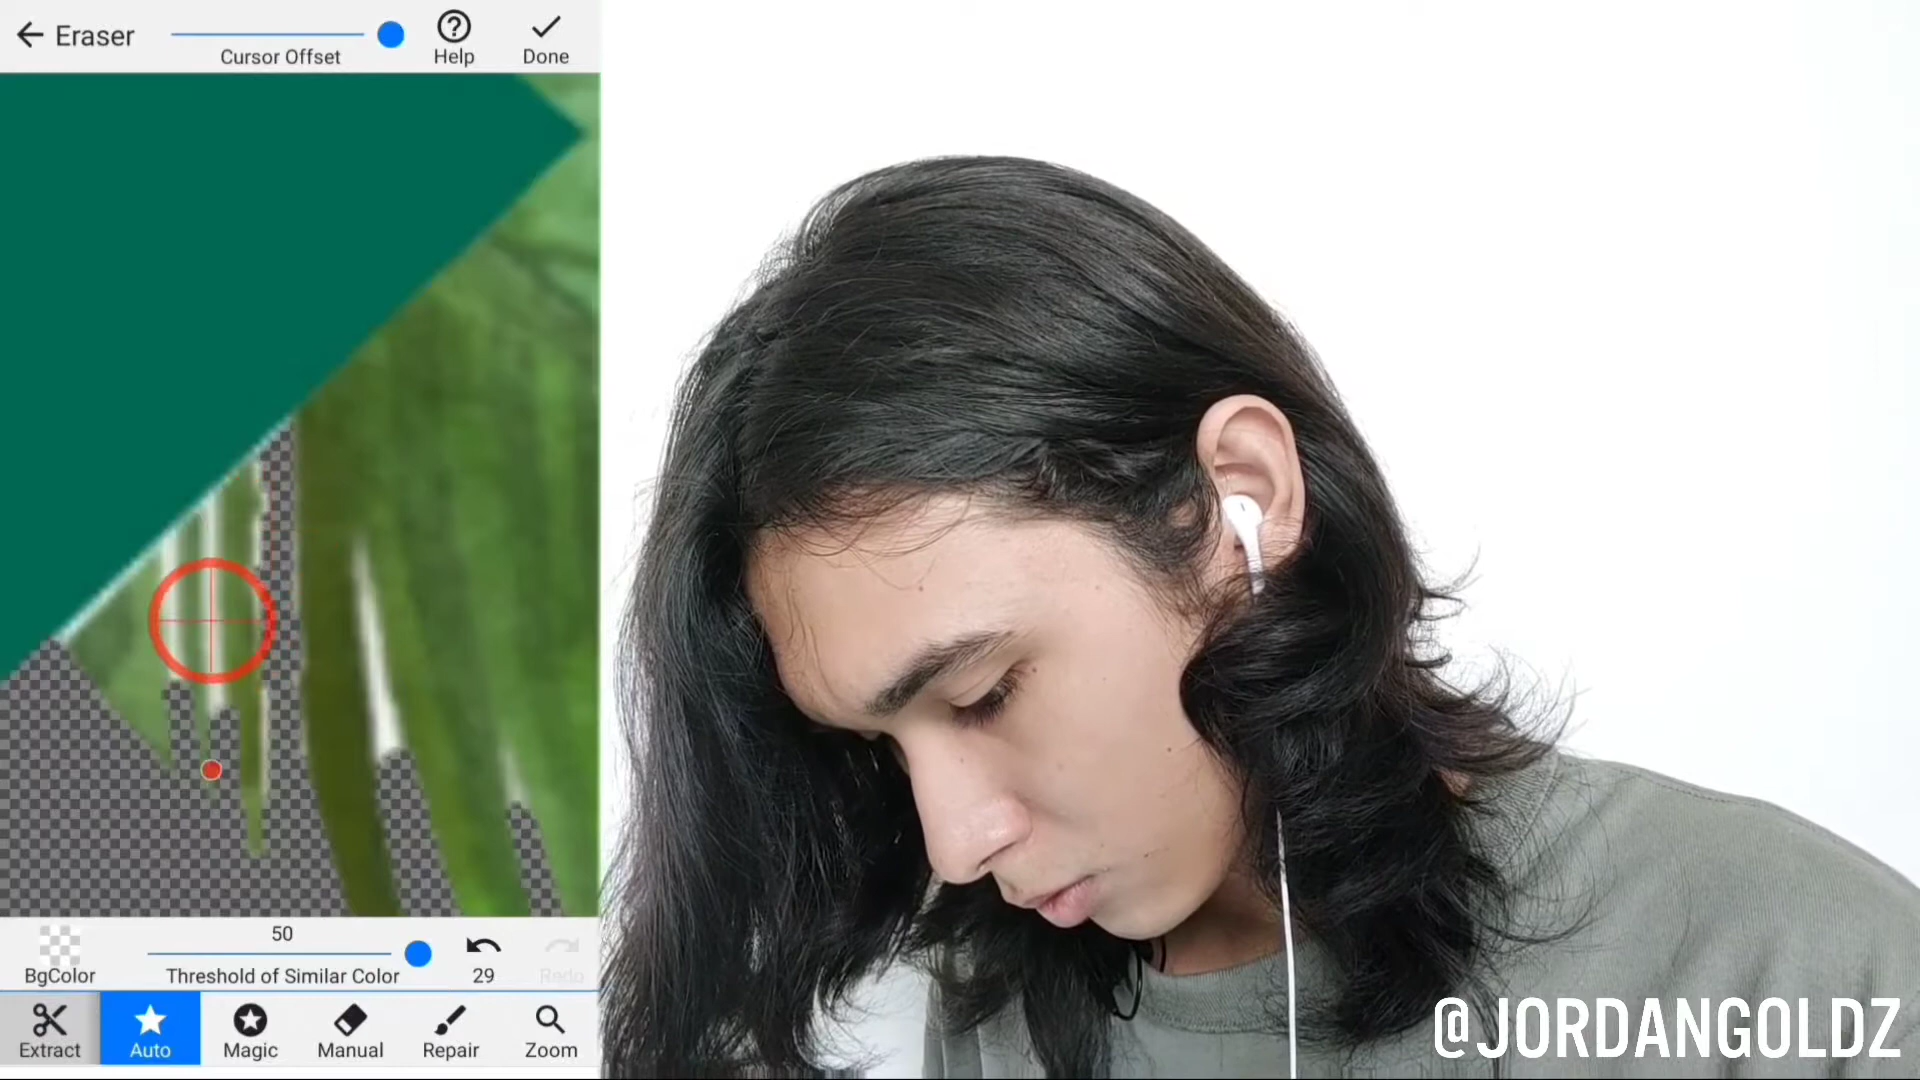 Eraser
Cursor Offset
Help
Done
50
BgColor
Threshold of Similar Color
29
Redo
Extract
Auto
Magic
Manual
Repair
Zoom
@JORDANGOLDZ